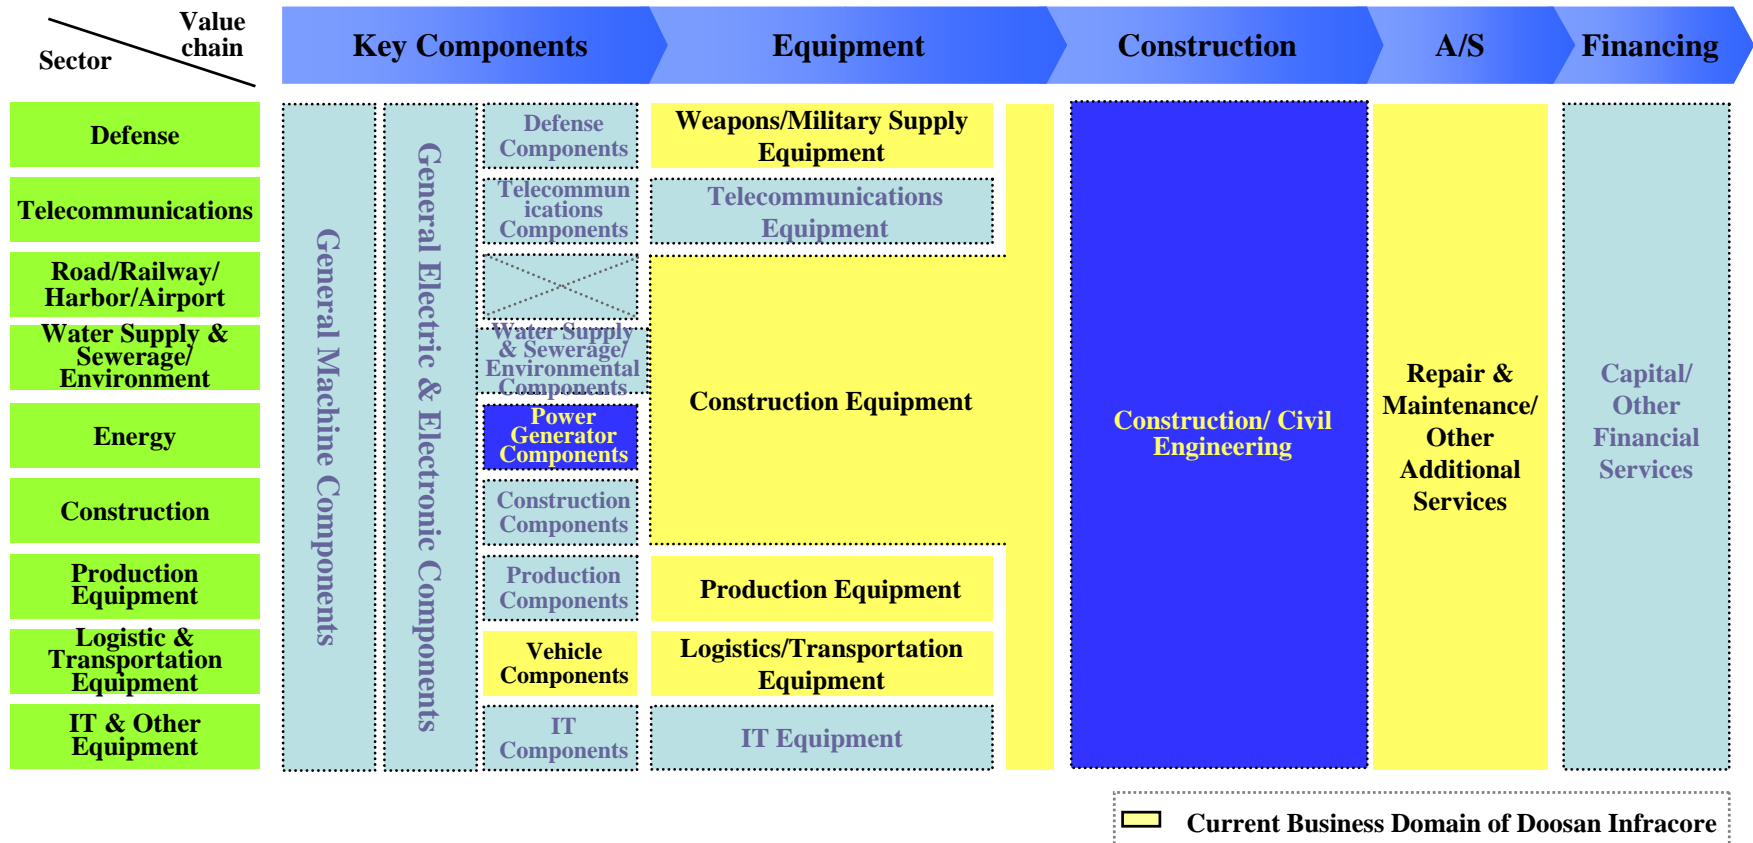 Value
chain
Sector
Key Components
Equipment
Construction
A/S
Financing
Defense
Telecommunications
Road/Railway/
Harbor/Airport
Water Supply &
Sewerage/
Environment
Energy
Construction
Production
Equipment
Logistic &
Transportation
Equipment
IT & Other
Equipment
General Machine Components
General Electric & Electronic Components
Defense
Components
Telecommun
ications
Components
Water Supply
& Sewerage/
Environmental
Components
Power
Generator
Components
Construction
Components
Production
Components
Vehicle
Components
IT
Components
Weapons/Military Supply
Equipment
Telecommunications
Equipment
Construction Equipment
Production Equipment
Logistics/Transportation
Equipment
IT Equipment
Construction/ Civil
Engineering
Repair &
Maintenance/
Other
Additional
Services
Capital/
Other
Financial
Services
Current Business Domain of Doosan Infracore